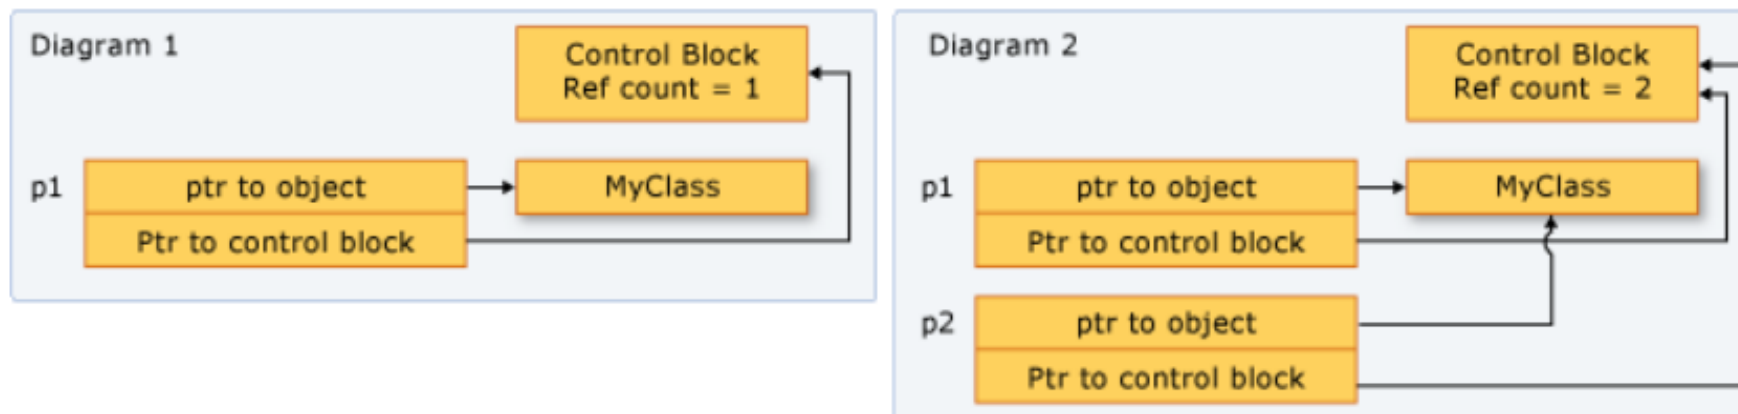 Diagram 1
Control Block
Ref count = 1
p1
ptr to object
MyClass
Ptr to control block
Diagram 2
Control Block
Ref count = 2
p1
ptr to object
MyClass
Ptr to control block
p2
ptr to object
Ptr to control block